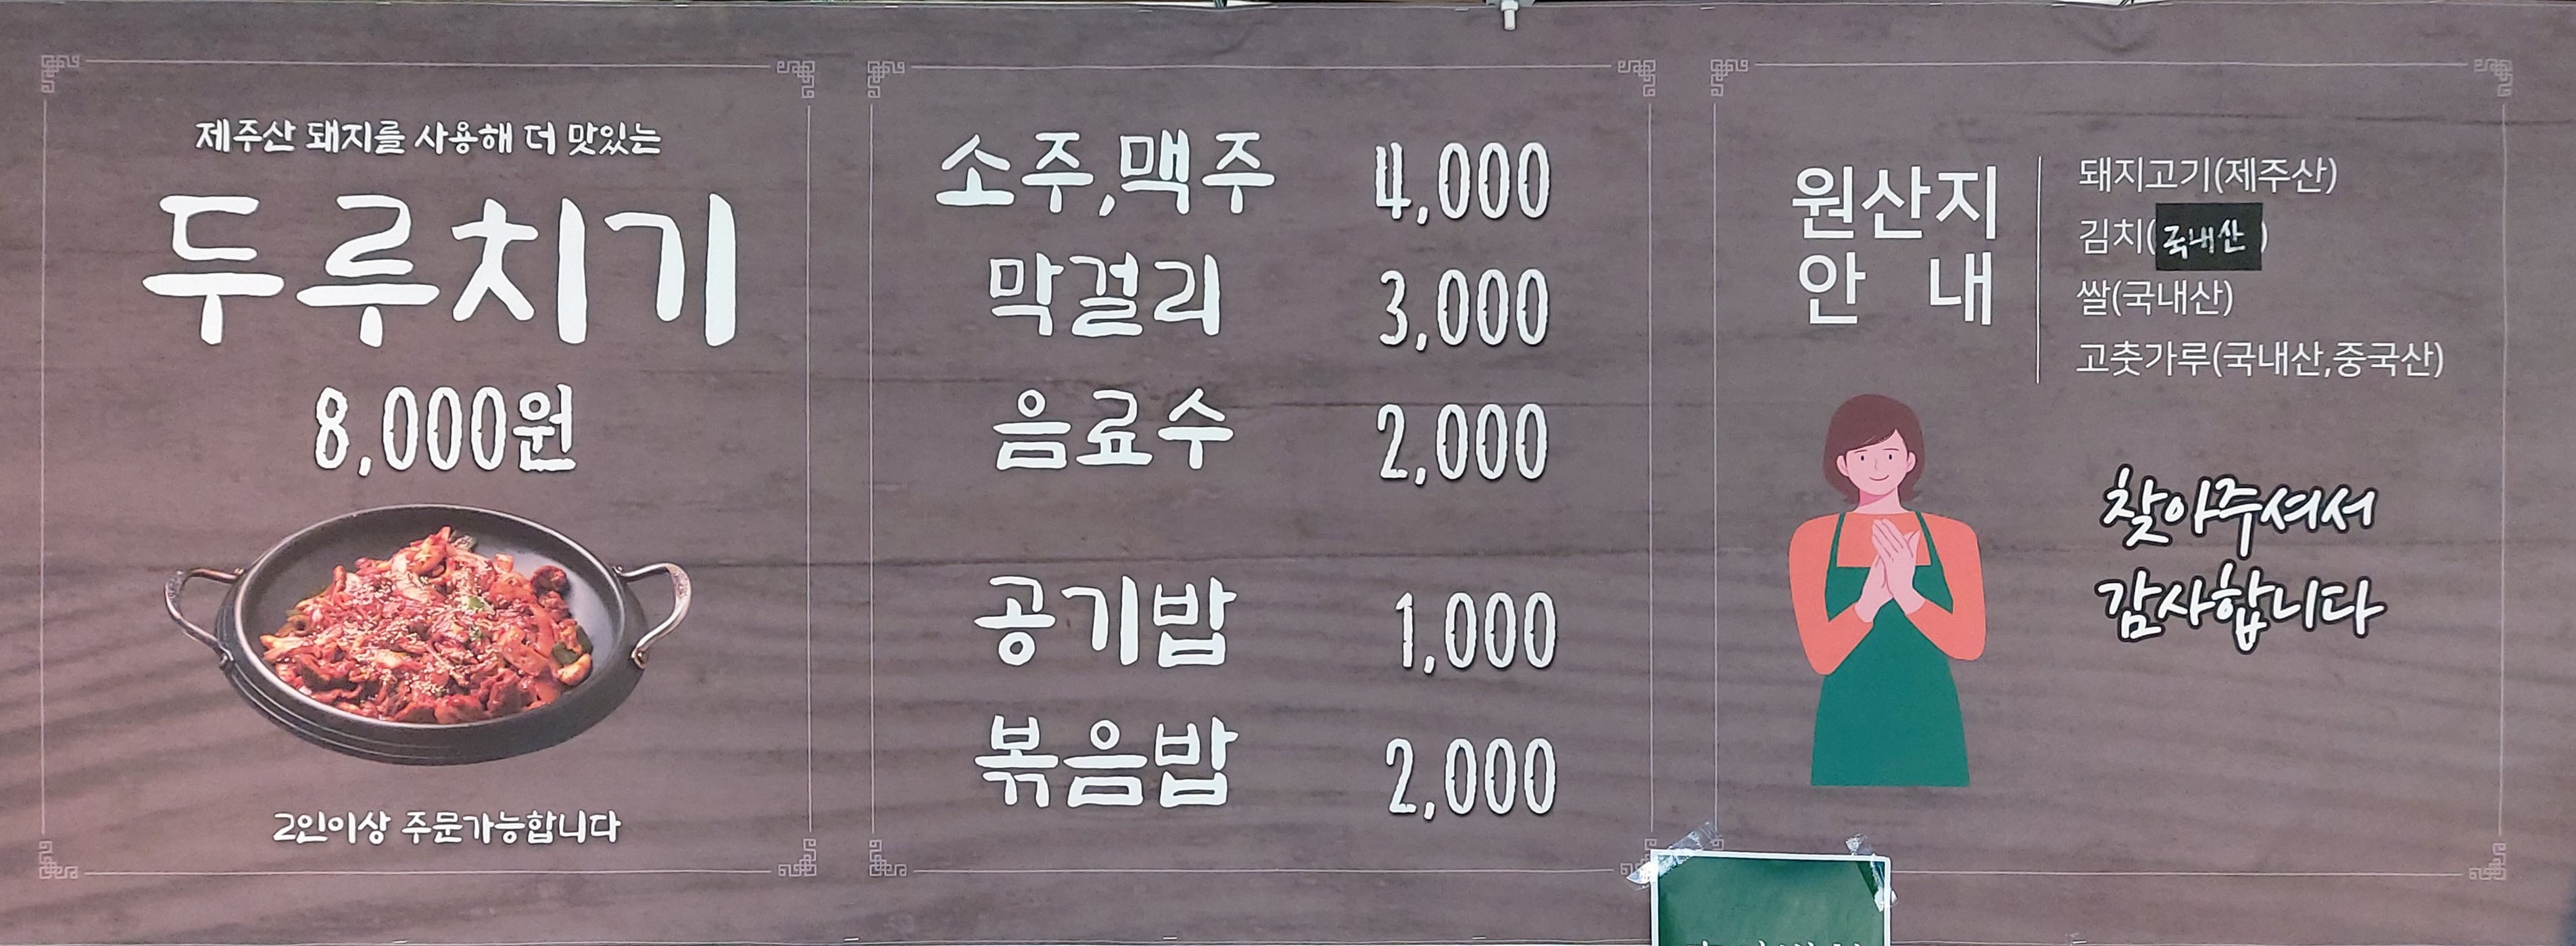 제주산 돼지를 사용해 더 맛있는
두루치기
8,000원
2인이상 주문가능합니다
소주,맥주 4,000
막걸리 3,000
음료수 2,000
공기밥 1,000
볶음밥 2,000
원산지
안 내
돼지고기(제주산)
김치(국내산)
쌀(국내산)
고춧가루(국내산,중국산)
찾아주셔서
감사합니다